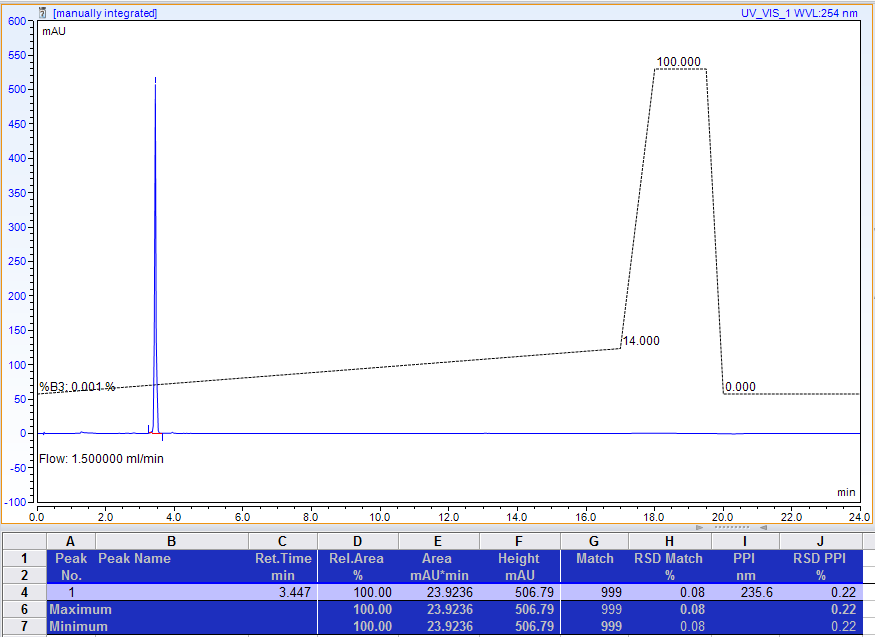 [manually integrated] UV_VIS_1 WVL:254 nm
600 mAU
550
100.000
500
450
400
350
300
250
200
150
14.000
100
%B3: 0.001 % 0.000
50
0
Flow: 1.500000 ml/min
-50
min
-100
0.0 2.0 4.0 6.0 8.0 10.0 12.0 14.0 16.0 18.0 20.0 22.0 24.0
A B C D E F G H I J
1 Peak Peak Name Ret.Time Rel.Area Area Height Match RSD Match PPI RSD PPI
2 No. min % mAU*min mAU % nm %
4 1 3.447 100.00 23.9236 506.79 999 0.08 235.6 0.22
6 Maximum 100.00 23.9236 506.79 999 0.08 0.22
7 Minimum 100.00 23.9236 506.79 999 0.08 0.22